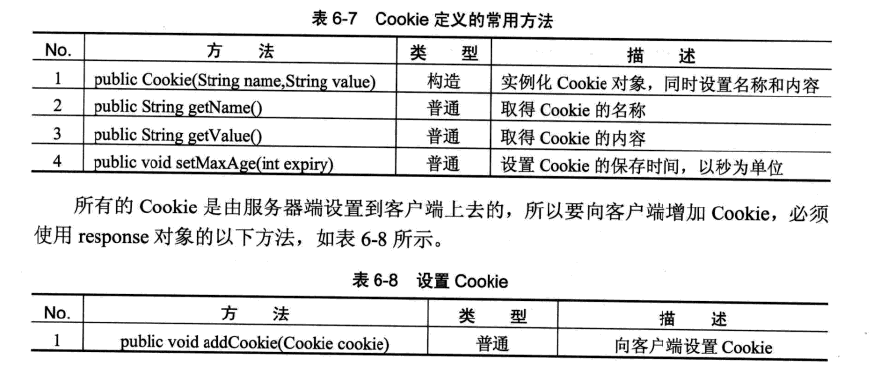 表 6-7 Cookie 定义的常用方法
No. 方 法 类 型 描 述
1 public Cookie(String name,String value) 构造 实例化 Cookie 对象，同时设置名称和内容
2 public String getName() 普通 取得 Cookie 的名称
3 public String getValue() 普通 取得 Cookie 的内容
4 public void setMaxAge(int expiry) 普通 设置 Cookie 的保存时间，以秒为单位
所有的 Cookie 是由服务器端设置到客户端上去的，所以要向客户端增加 Cookie，必须
使用 response 对象的以下方法，如表 6-8 所示。
表 6-8 设置 Cookie
No. 方 法 类 型 描 述
1 public void addCookie(Cookie cookie) 普通 向客户端设置 Cookie